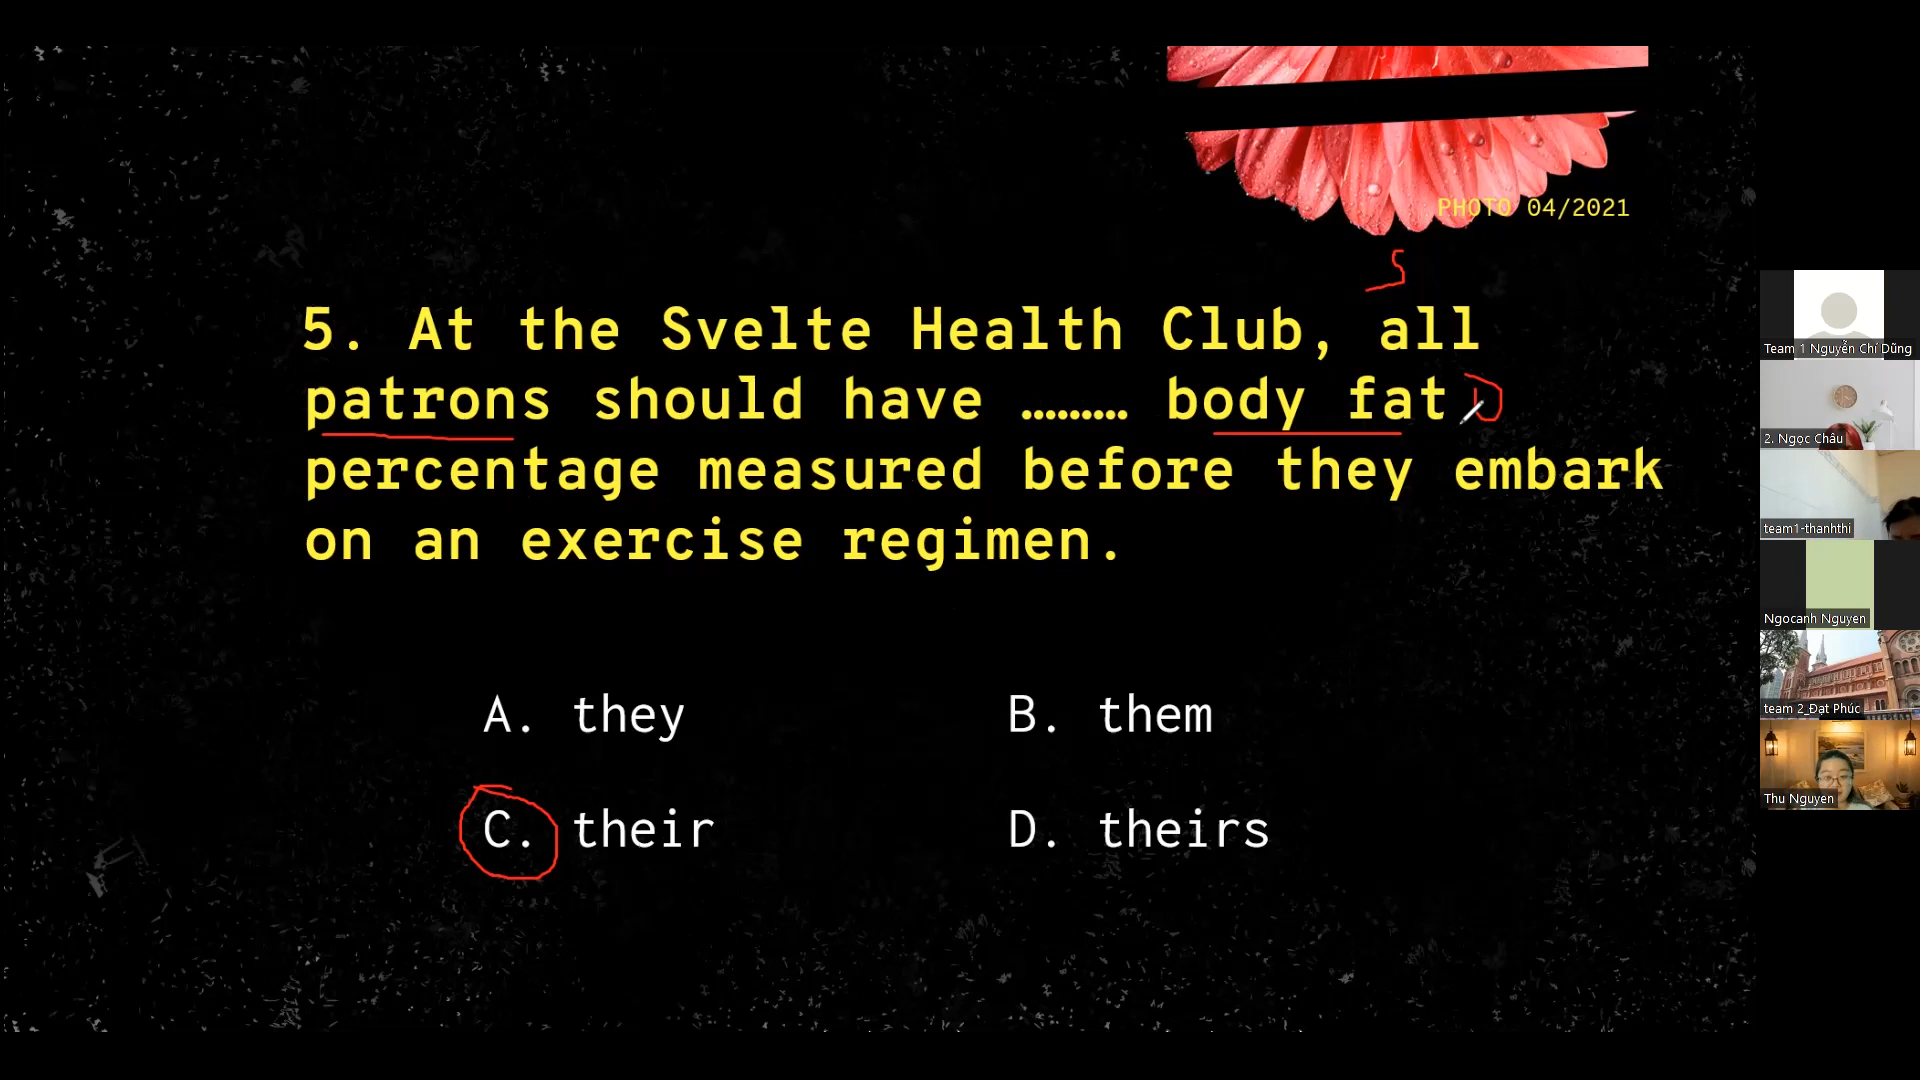 PHOTO 04/2021
S
5. At the Svelte Health Club, all
patrons should have ……… body fat
percentage measured before they embark
on an exercise regimen.
A. they
B. them
C. their
D. theirs
Team 1 Nguyễn Chí Dũng
2. Ngọc Châu
team1-thanhthi
Ngocanh Nguyen
team 2_Đạt Phúc
Thu Nguyen